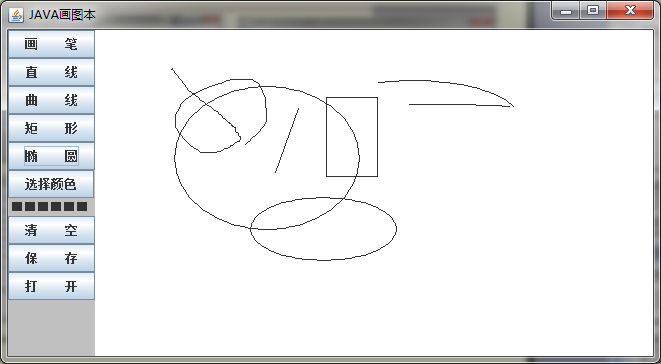 JAVA画图本
画 笔
直 线
曲 线
矩 形
椭 圆
选择颜色
清 空
保 存
打 开